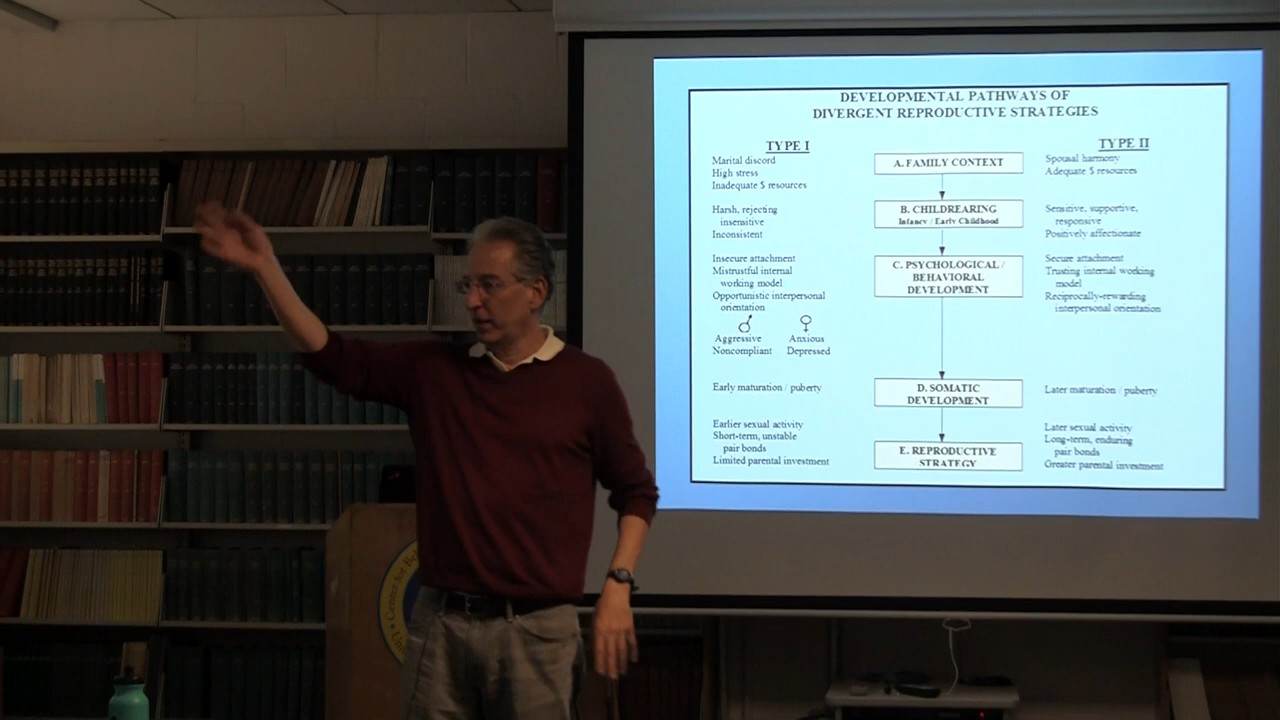 DEVELOPMENTAL PATHWAYS OF
DIVERGENT REPRODUCTIVE STRATEGIES
TYPE I
Marital discord
High stress
Inadequate $ resources
Harsh, rejecting
insensitive
Inconsistent
Insecure attachment
Mistrustful internal
working model
Opportunistic interpersonal
orientation
♂ ♀
Aggressive Anxious
Noncompliant Depressed
Early maturation / puberty
Earlier sexual activity
Short-term, unstable
pair bonds
Limited parental investment
A. FAMILY CONTEXT
B. CHILDREARING
Infancy / Early Childhood
C. PSYCHOLOGICAL /
BEHAVIORAL
DEVELOPMENT
D. SOMATIC
DEVELOPMENT
E. REPRODUCTIVE
STRATEGY
TYPE II
Spousal harmony
Adequate $ resources
Sensitive, supportive,
responsive
Positively affectionate
Secure attachment
Trusting internal working
model
Reciprocally-rewarding
interpersonal orientation
Later maturation / puberty
Later sexual activity
Long-term, enduring
pair bonds
Greater parental investment
Center for